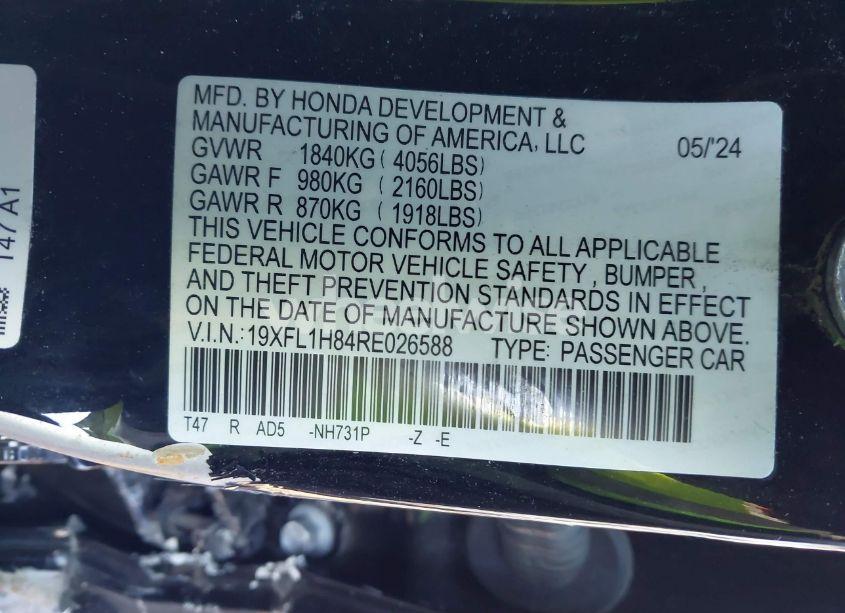 MFD. BY HONDA DEVELOPMENT &
MANUFACTURING OF AMERICA, LLC 05/'24
GVWR 1840KG ( 4056LBS)
GAWR F 980KG ( 2160LBS)
GAWR R 870KG ( 1918LBS)
THIS VEHICLE CONFORMS TO ALL APPLICABLE
FEDERAL MOTOR VEHICLE SAFETY , BUMPER ,
AND THEFT PREVENTION STANDARDS IN EFFECT
ON THE DATE OF MANUFACTURE SHOWN ABOVE.
V.I.N.:19XFL1H84RE026588 TYPE: PASSENGER CAR
T47 R AD5 -NH731P -Z -E
T47 A1